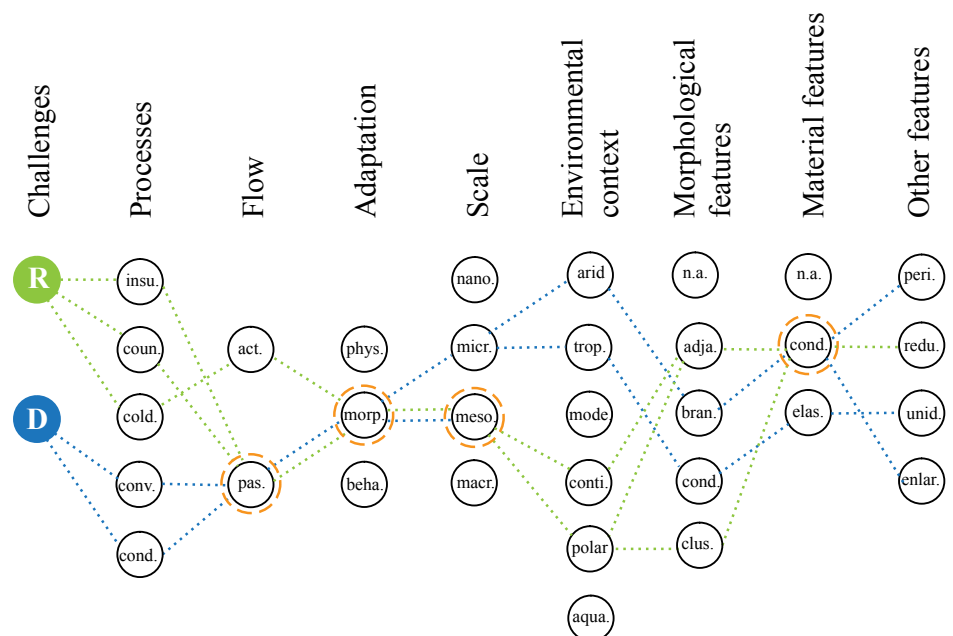 Challenges
Processes
Flow
Adaptation
Scale
Environmental
context
Morphological
features
Material features
Other features
R
insu.
nano.
arid
n.a.
n.a.
peri.
coun.
act.
phys.
micr.
trop.
adja.
cond.
redu.
D
cold.
morp.
meso.
mode
bran.
elas.
unid.
conv.
pas.
beha.
macr.
conti.
cond.
enlar.
cond.
polar
clus.
aqua.